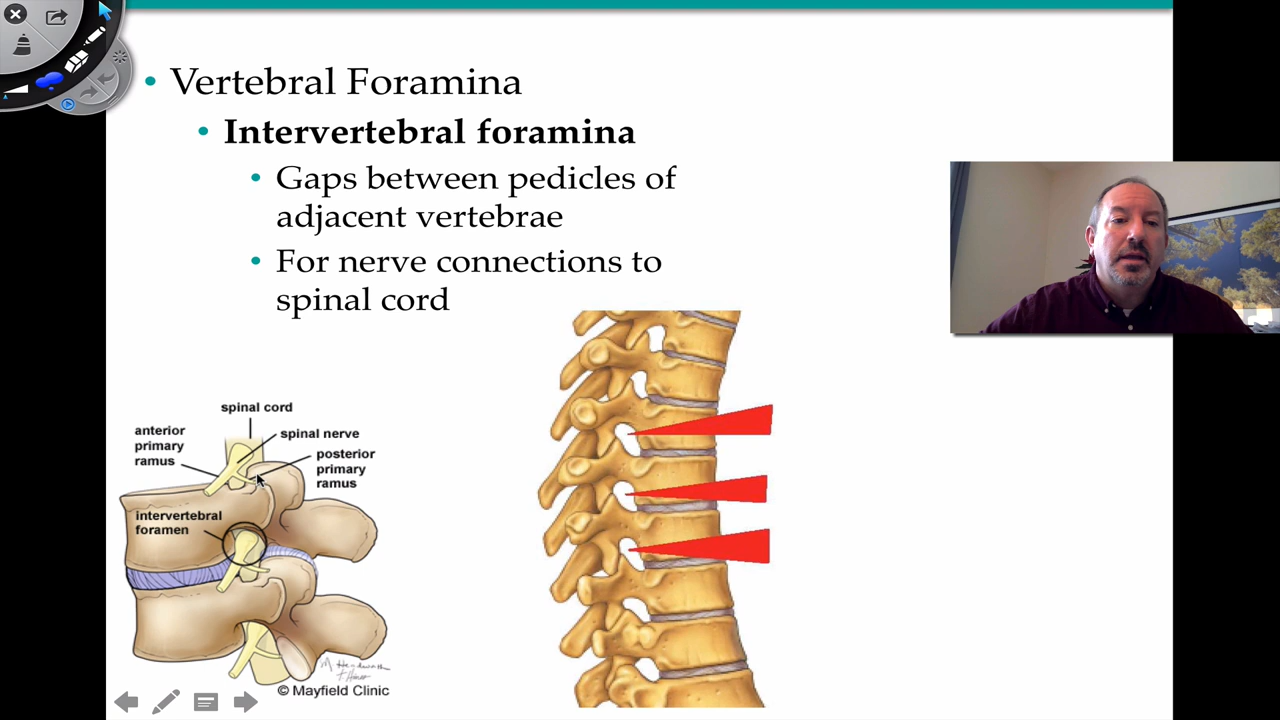 Vertebral Foramina
Intervertebral foramina
Gaps between pedicles of
adjacent vertebrae
For nerve connections to
spinal cord
spinal cord
anterior
primary
ramus
spinal nerve
posterior
primary
ramus
intervertebral
foramen
© Mayfield Clinic